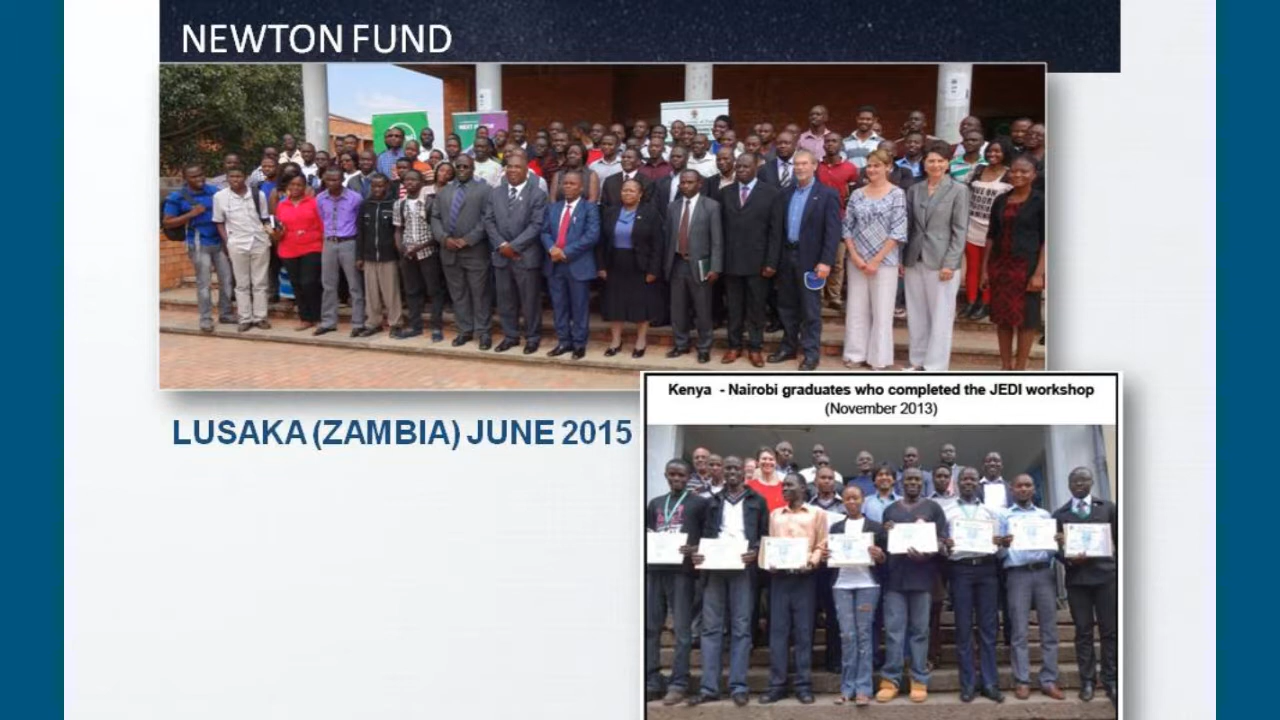 NEWTON FUND
LUSAKA (ZAMBIA) JUNE 2015
Kenya - Nairobi graduates who completed the JEDI workshop
(November 2013)